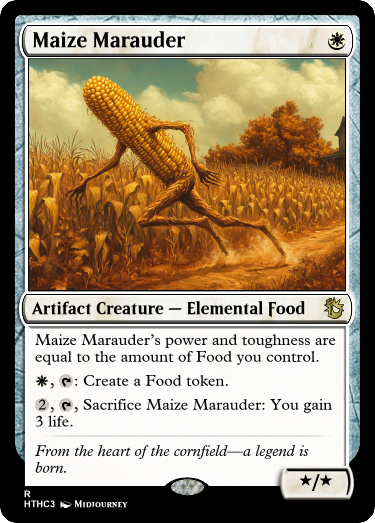 Maize Marauder
Artifact Creature — Elemental Food
Maize Marauder's power and toughness are
equal to the amount of Food you control.
, : Create a Food token.
2, , Sacrifice Maize Marauder: You gain
3 life.
From the heart of the cornfield—a legend is
born.
★/★
R
HTHC3 Midjourney